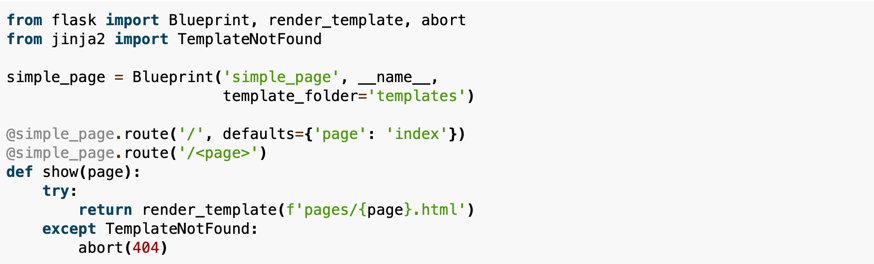 from flask import Blueprint, render_template, abort
from jinja2 import TemplateNotFound

simple_page = Blueprint('simple_page', __name__,
                        template_folder='templates')

@simple_page.route('/', defaults={'page': 'index'})
@simple_page.route('/<page>')
def show(page):
    try:
        return render_template(f'pages/{page}.html')
    except TemplateNotFound:
        abort(404)